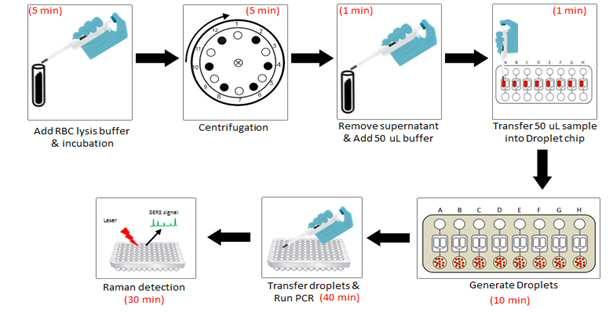 (5 min)
Add RBC lysis buffer
& incubation
(5 min)
Centrifugation
(1 min)
Remove supernatant
& Add 50 uL buffer
(1 min)
A B C D E F G H
Transfer 50 uL sample
into Droplet chip
A B C D E F G H
Generate Droplets
(10 min)
Transfer droplets &
Run PCR (40 min)
Laser
SERS signal
Raman detection
(30 min)